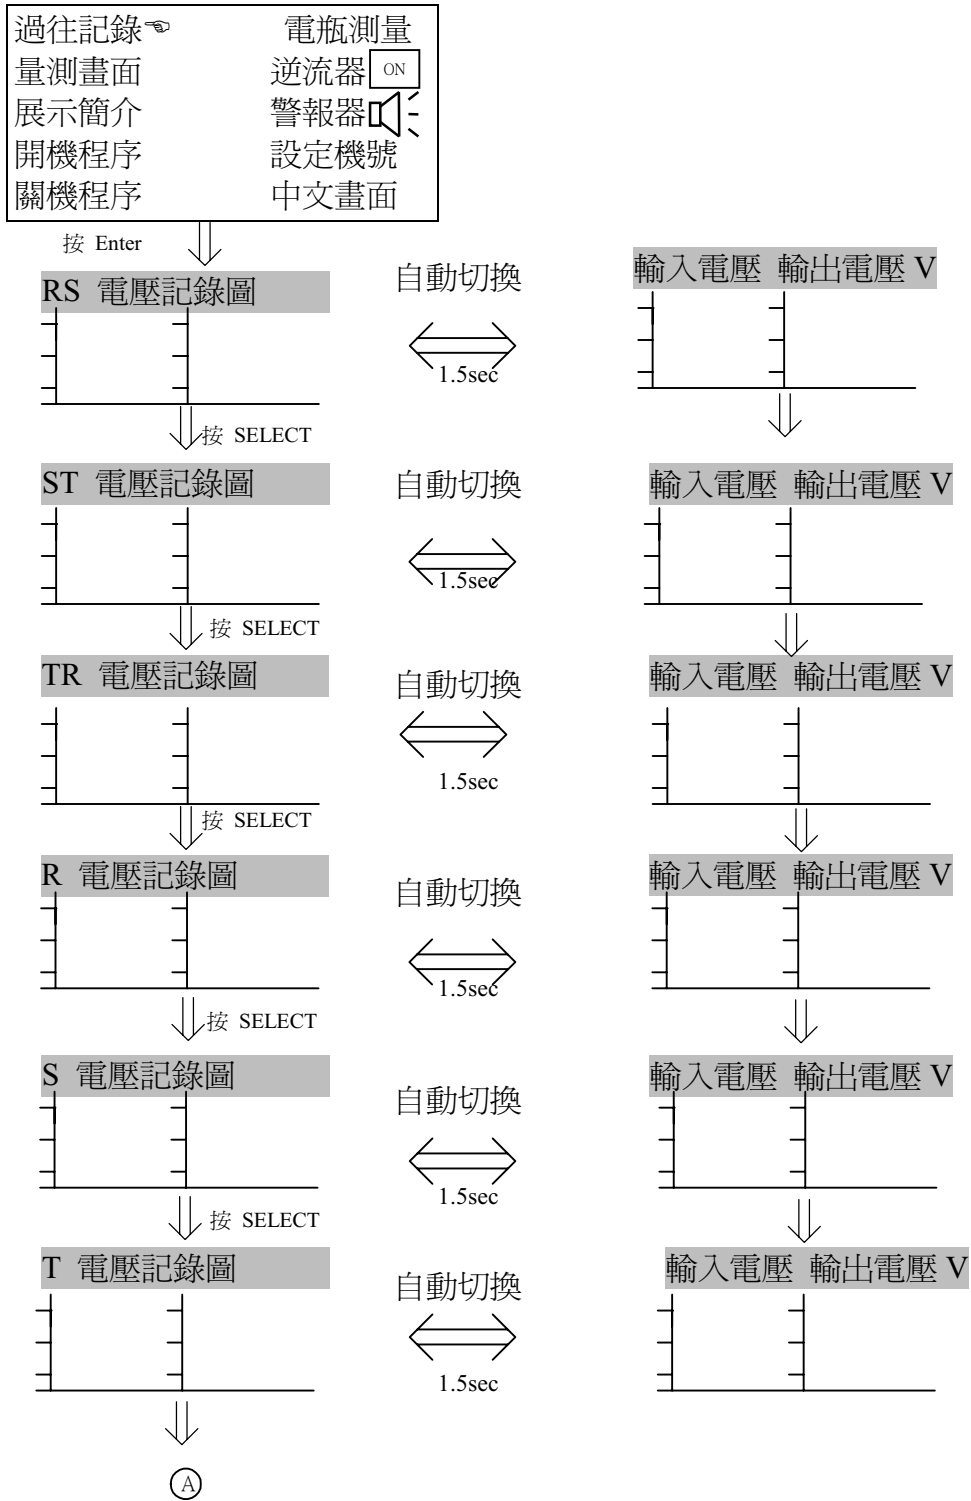 過往記錄☜ 電瓶測量
量測畫面 逆流器 ON
展示簡介 警報器
開機程序 設定機號
關機程序 中文畫面
按 Enter
RS 電壓記錄圖 自動切換 輸入電壓 輸出電壓 V
1.5sec
按 SELECT
ST 電壓記錄圖 自動切換 輸入電壓 輸出電壓 V
1.5sec
按 SELECT
TR 電壓記錄圖 自動切換 輸入電壓 輸出電壓 V
1.5sec
按 SELECT
R 電壓記錄圖 自動切換 輸入電壓 輸出電壓 V
1.5sec
按 SELECT
S 電壓記錄圖 自動切換 輸入電壓 輸出電壓 V
1.5sec
按 SELECT
T 電壓記錄圖 自動切換 輸入電壓 輸出電壓 V
1.5sec
A